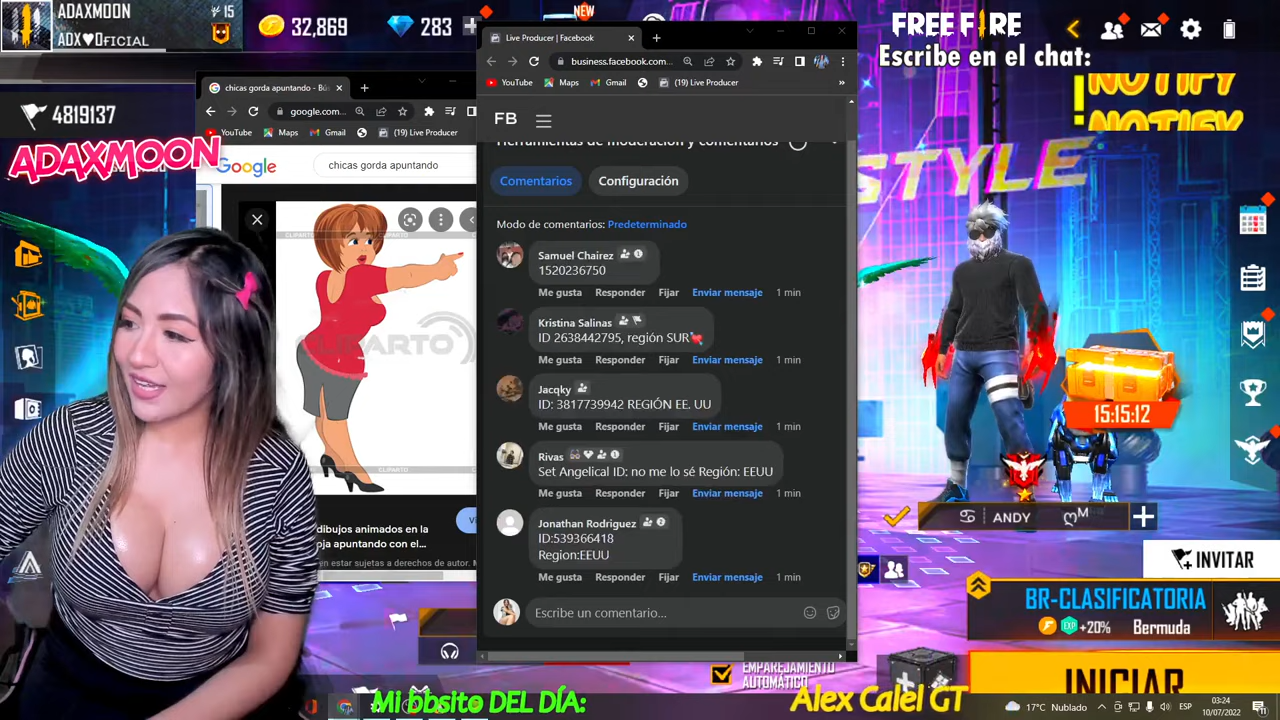 ADAXMOON
ADX♥OFICIAL
15
32,869
283
NEW
FREE FIRE
Escribe en el chat:
NOTIFY
NOTIFY
STYLE
4819137
ADAXMOON
chicas gorda apuntando - Bús
google.com...
YouTube
Maps
Gmail
(19) Live Producer
Google
chicas gorda apuntando
CLIPARTO
CLIPARTO
dibujos animados en la
oja apuntando con el...
en estar sujetas a derechos de autor.
Live Producer | Facebook
business.facebook.com...
YouTube
Maps
Gmail
(19) Live Producer
FB
Herramientas de moderación y comentarios
Comentarios
Configuración
Modo de comentarios: Predeterminado
Samuel Chairez
1520236750
Me gusta Responder Fijar Enviar mensaje 1 min
Kristina Salinas
ID 2638442795, región SUR💘
Me gusta Responder Fijar Enviar mensaje 1 min
Jacqky
ID: 3817739942 REGIÓN EE. UU
Me gusta Responder Fijar Enviar mensaje 1 min
Rivas
Set Angelical ID: no me lo sé Región: EEUU
Me gusta Responder Fijar Enviar mensaje 1 min
Jonathan Rodriguez
ID:539366418
Region:EEUU
Me gusta Responder Fijar Enviar mensaje 1 min
Escribe un comentario...
15:15:12
♋ | ANDY ღᴹ
INVITAR
BR-CLASIFICATORIA
EXP +20% Bermuda
EMPAREJAMIENTO
AUTOMÁTICO
INICIAR
Alex Calel GT
17°C Nublado
ESP
03:24
10/07/2022